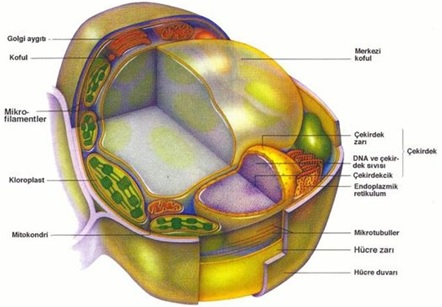 Golgi aygıtı
Koful
Mikro-
filamentler
Kloroplast
Mitokondri
Merkezi
koful
Çekirdek
zarı
DNA ve çekir-
dek sıvısı
Çekirdekcik
Endoplazmik
retikulum
Çekirdek
Mikrotubuller
Hücre zarı
Hücre duvarı